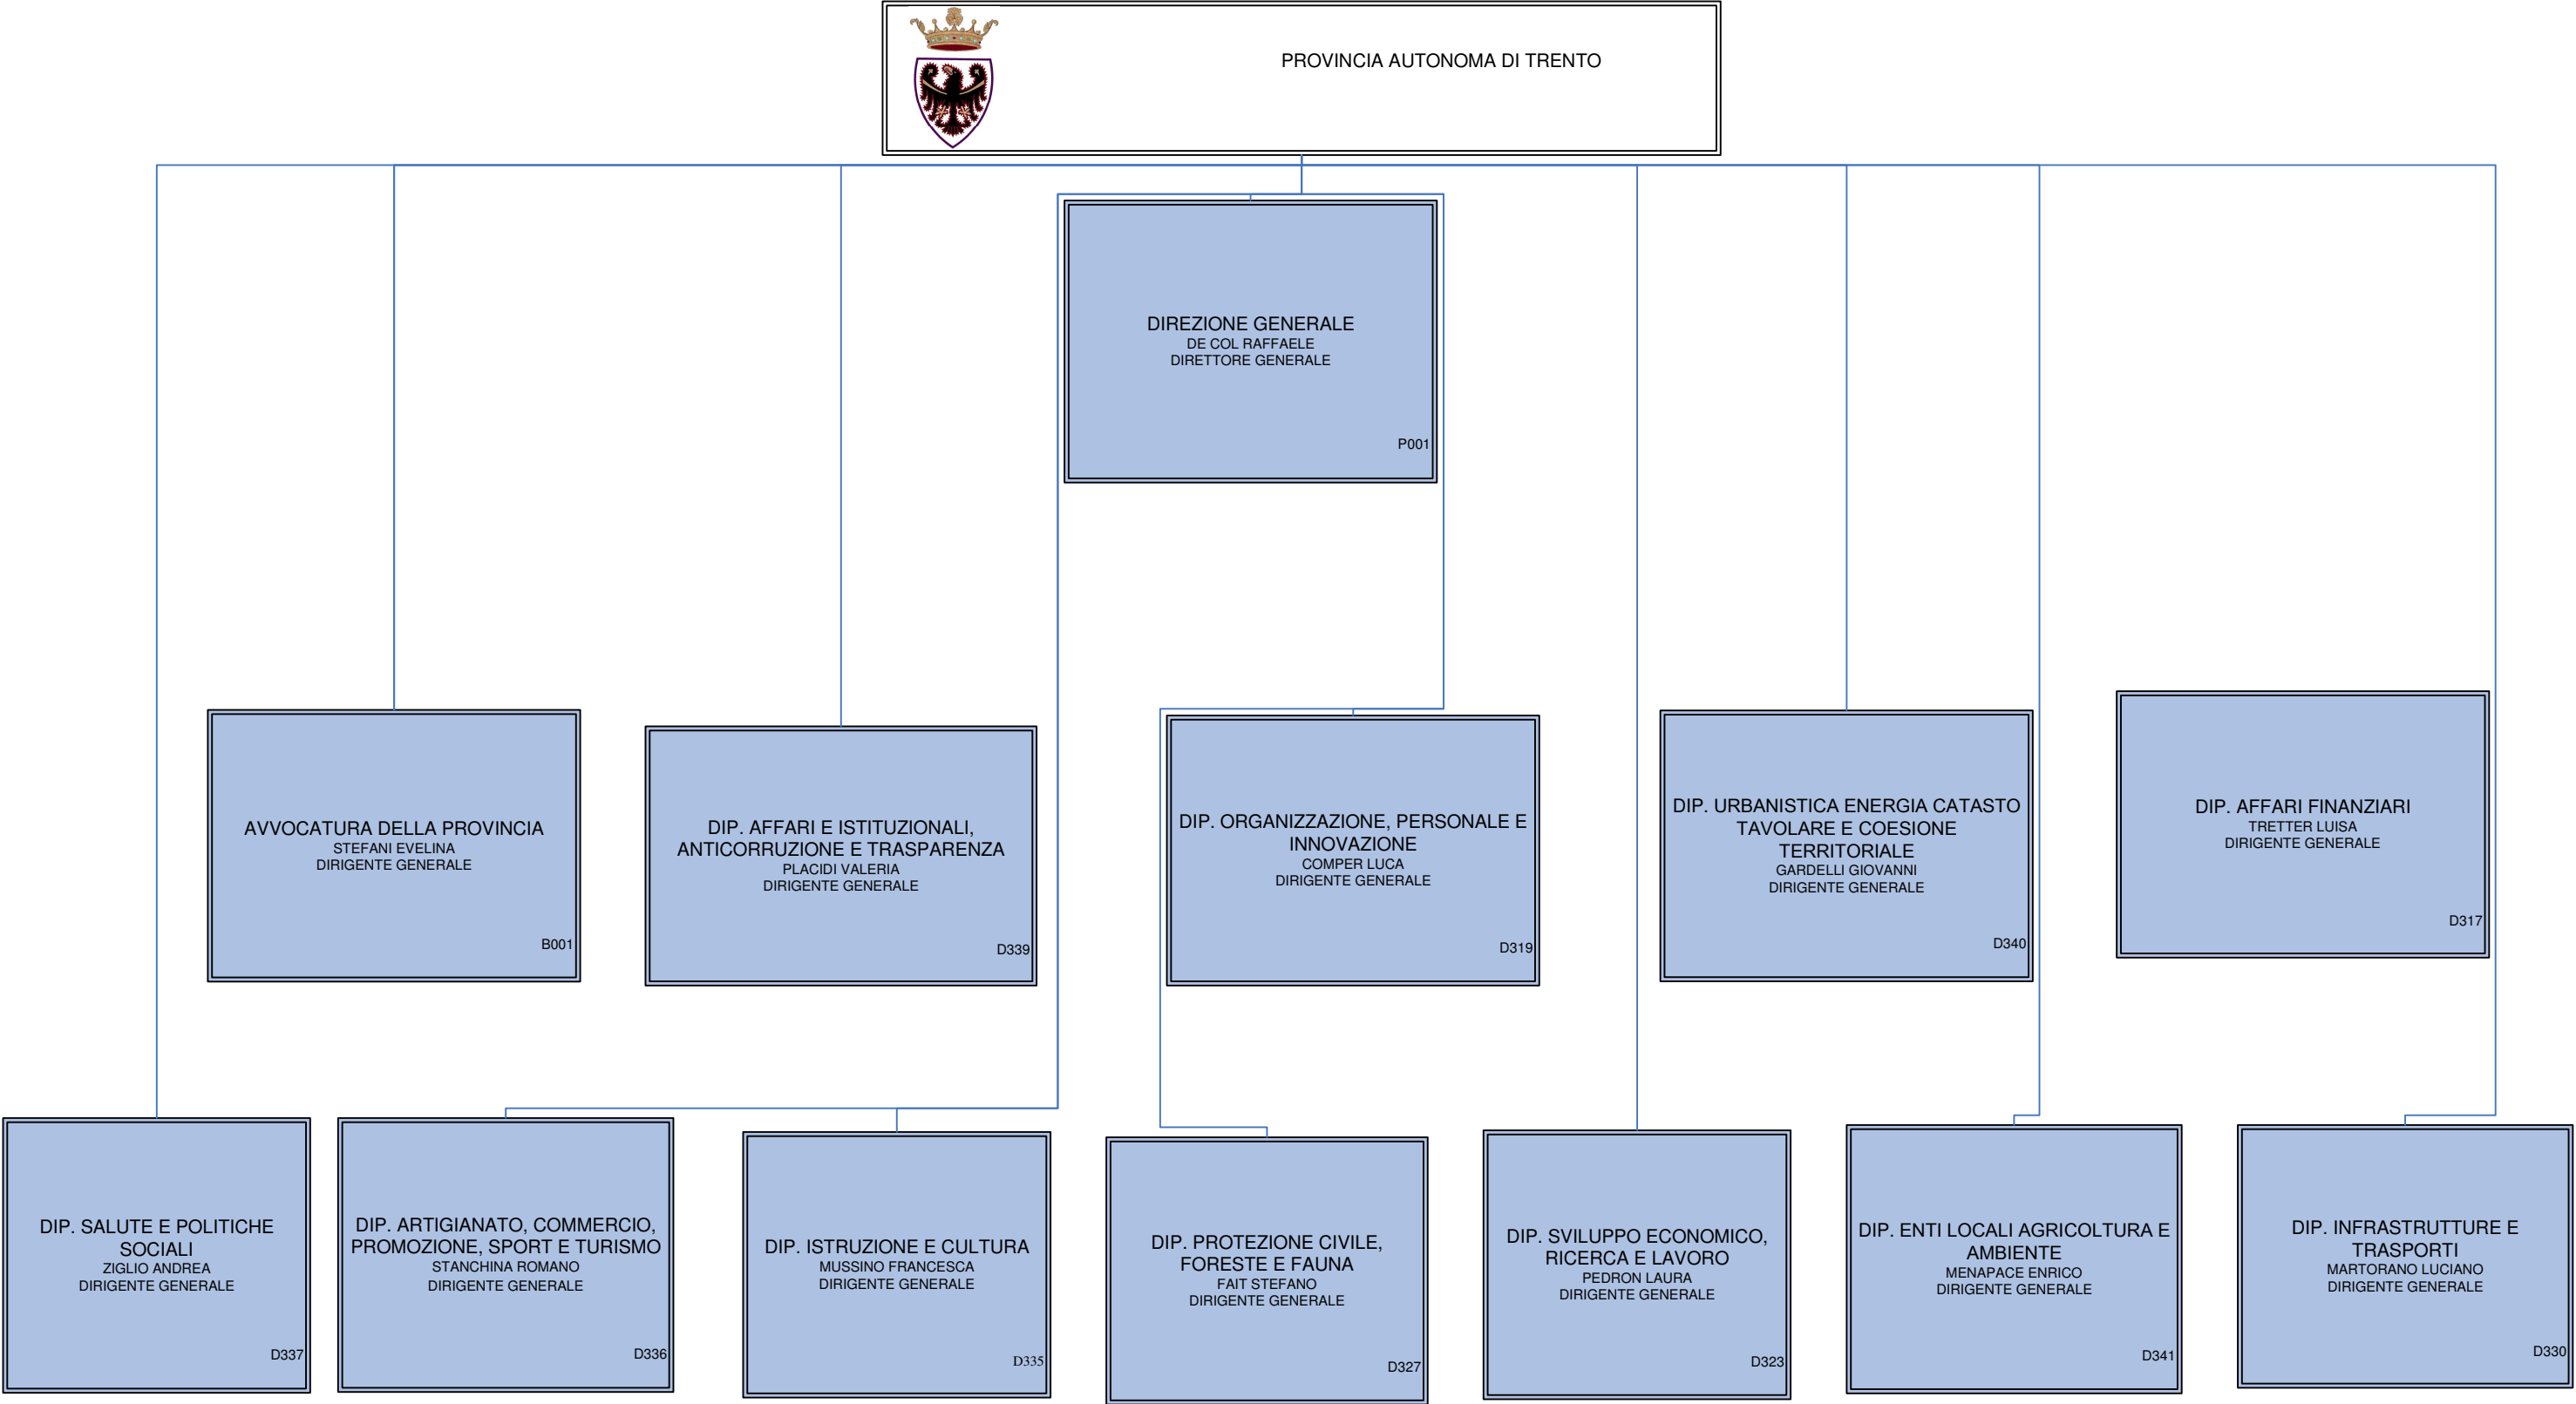 PROVINCIA AUTONOMA DI TRENTO
DIREZIONE GENERALE
DE COL RAFFAELE
DIRETTORE GENERALE
P001
AVVOCATURA DELLA PROVINCIA
STEFANI EVELINA
DIRIGENTE GENERALE
B001
DIP. AFFARI E ISTITUZIONALI,
ANTICORRUZIONE E TRASPARENZA
PLACIDI VALERIA
DIRIGENTE GENERALE
D339
DIP. ORGANIZZAZIONE, PERSONALE E
INNOVAZIONE
COMPER LUCA
DIRIGENTE GENERALE
D319
DIP. URBANISTICA ENERGIA CATASTO
TAVOLARE E COESIONE
TERRITORIALE
GARDELLI GIOVANNI
DIRIGENTE GENERALE
D340
DIP. AFFARI FINANZIARI
TRETTER LUISA
DIRIGENTE GENERALE
D317
DIP. SALUTE E POLITICHE
SOCIALI
ZIGLIO ANDREA
DIRIGENTE GENERALE
D337
DIP. ARTIGIANATO, COMMERCIO,
PROMOZIONE, SPORT E TURISMO
STANCHINA ROMANO
DIRIGENTE GENERALE
D336
DIP. ISTRUZIONE E CULTURA
MUSSINO FRANCESCA
DIRIGENTE GENERALE
D335
DIP. PROTEZIONE CIVILE,
FORESTE E FAUNA
FAIT STEFANO
DIRIGENTE GENERALE
D327
DIP. SVILUPPO ECONOMICO,
RICERCA E LAVORO
PEDRON LAURA
DIRIGENTE GENERALE
D323
DIP. ENTI LOCALI AGRICOLTURA E
AMBIENTE
MENAPACE ENRICO
DIRIGENTE GENERALE
D341
DIP. INFRASTRUTTURE E
TRASPORTI
MARTORANO LUCIANO
DIRIGENTE GENERALE
D330